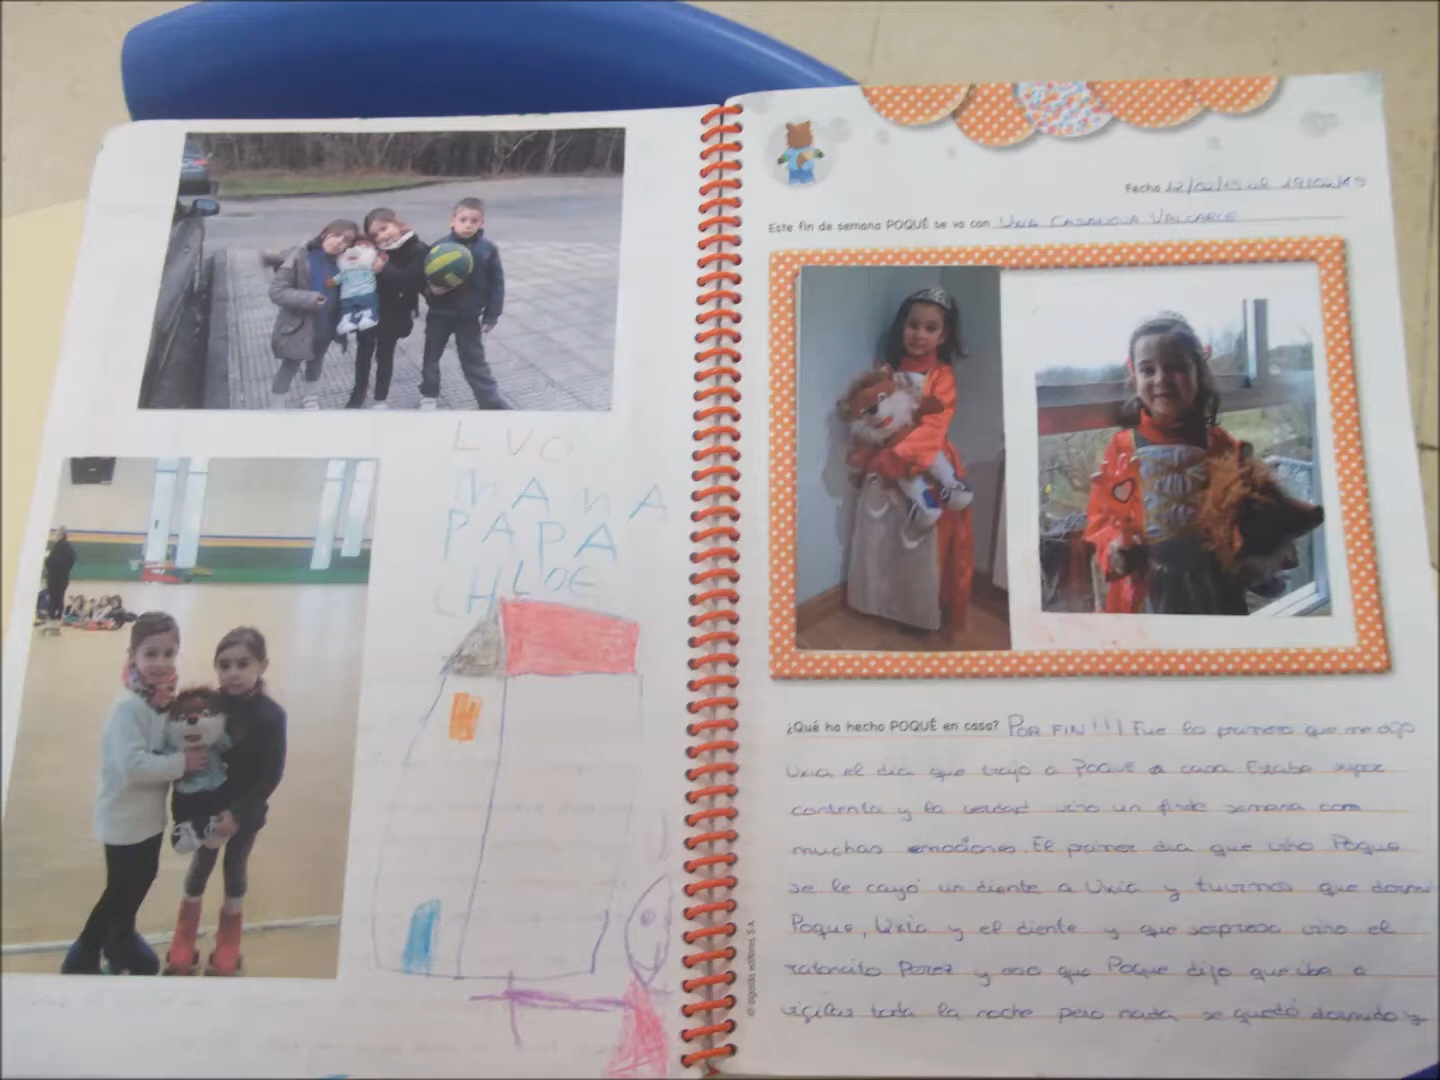 LUC
MAMA
PAPA
CHLOE
Fecha 12/02/15 al 19/02/15
Este fin de semana POQUÉ se va con Uxia CASANOVA VALCARCE
¿Qué ha hecho POQUÉ en casa? POR FIN!!! Fue lo primero que me dijo
Uxia el dia que trajo a Poque a casa Estaba super
contenta y la verdad vino un finde semana con
muchas emociones. El primer dia que vino Poque
se le cayó un diente a Uxia y tuvimos que dormir
Poque, Uxia y el diente y que sorpresa vino el
ratoncito Perez y eso que Poque dijo que iba a
vigilar toda la noche pero nada se quedó dormido y
© algaida editores, S.A.